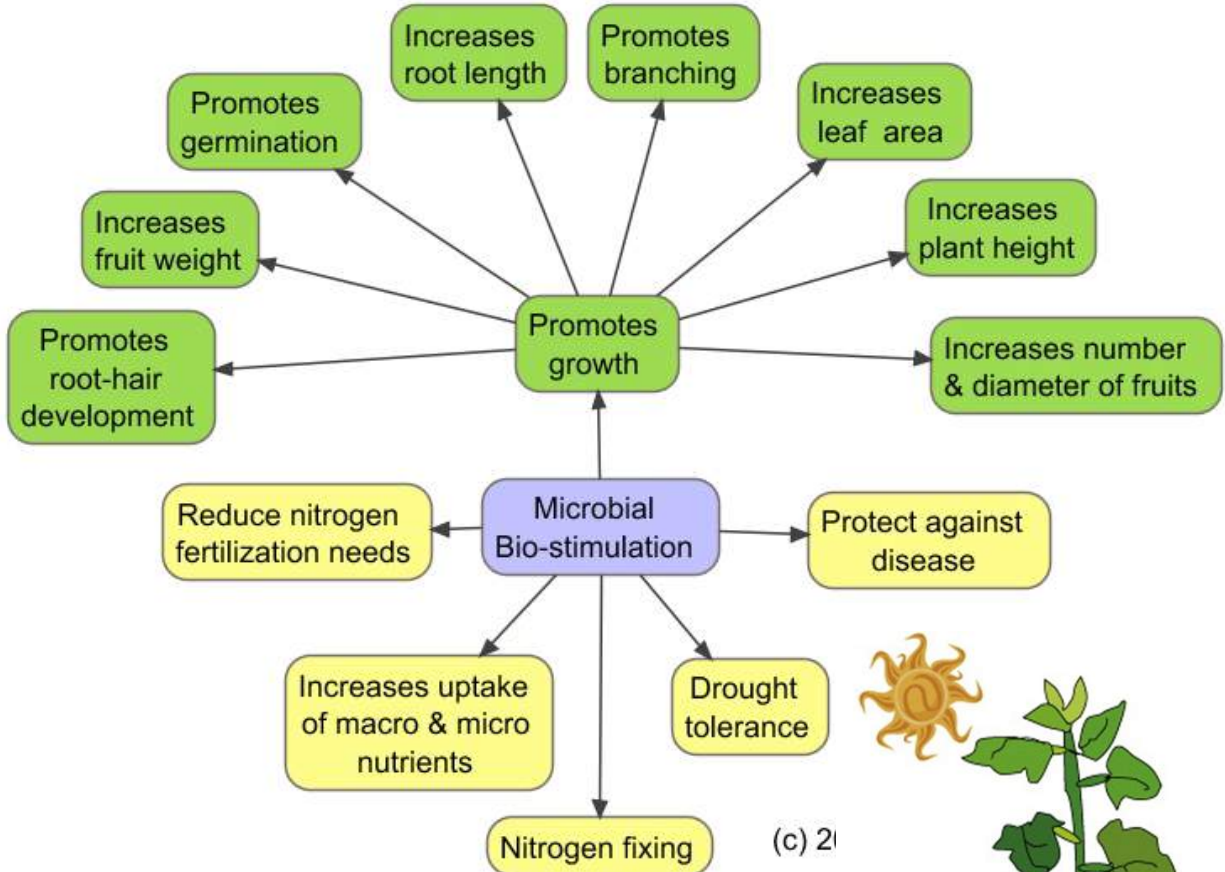 Increases
root length
Promotes
branching
Promotes
germination
Increases
leaf area
Increases
fruit weight
Increases
plant height
Promotes
root-hair
development
Promotes
growth
Increases number
& diameter of fruits
Reduce nitrogen
fertilization needs
Microbial
Bio-stimulation
Protect against
disease
Increases uptake
of macro & micro
nutrients
Drought
tolerance
Nitrogen fixing
(c)